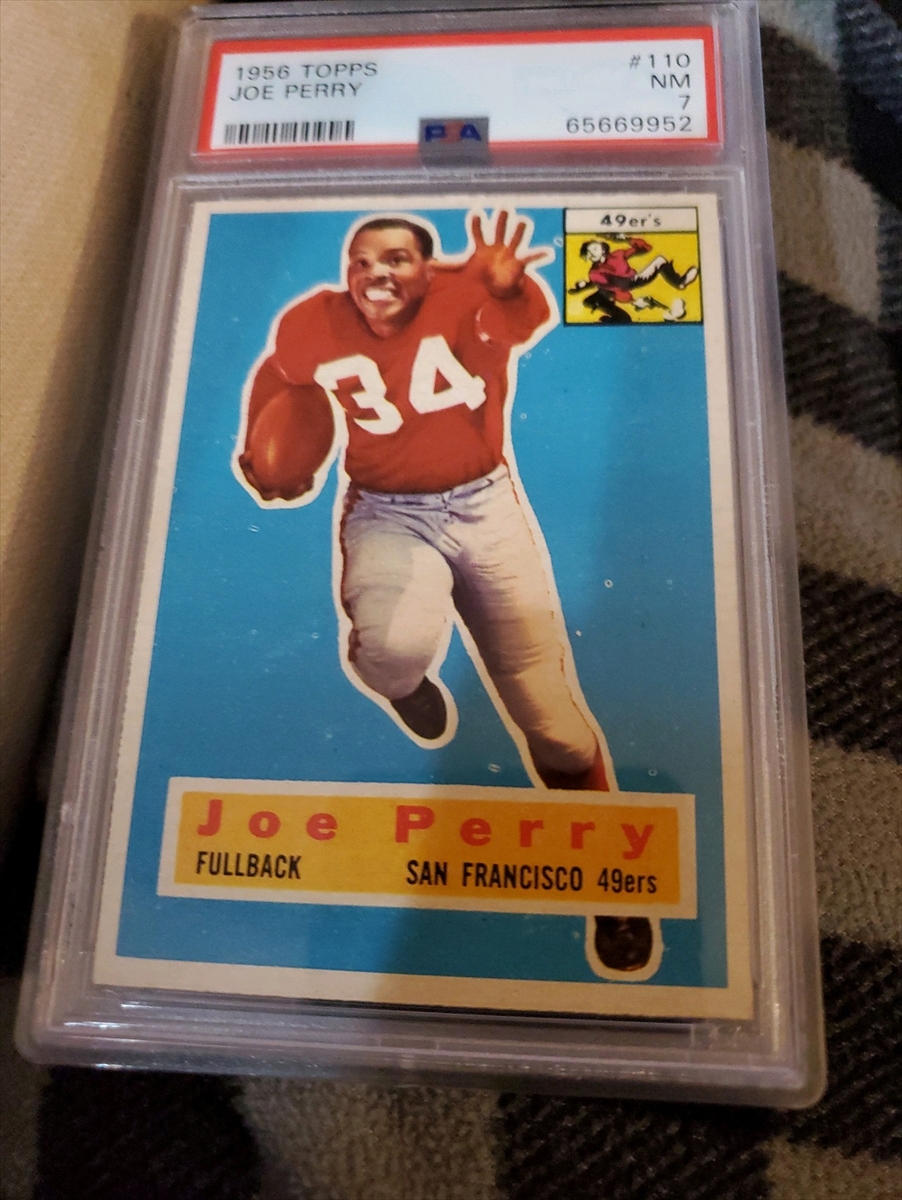 1956 TOPPS #110
JOE PERRY NM
7
65669952
PSA
49er's
34
Joe Perry
FULLBACK SAN FRANCISCO 49ers